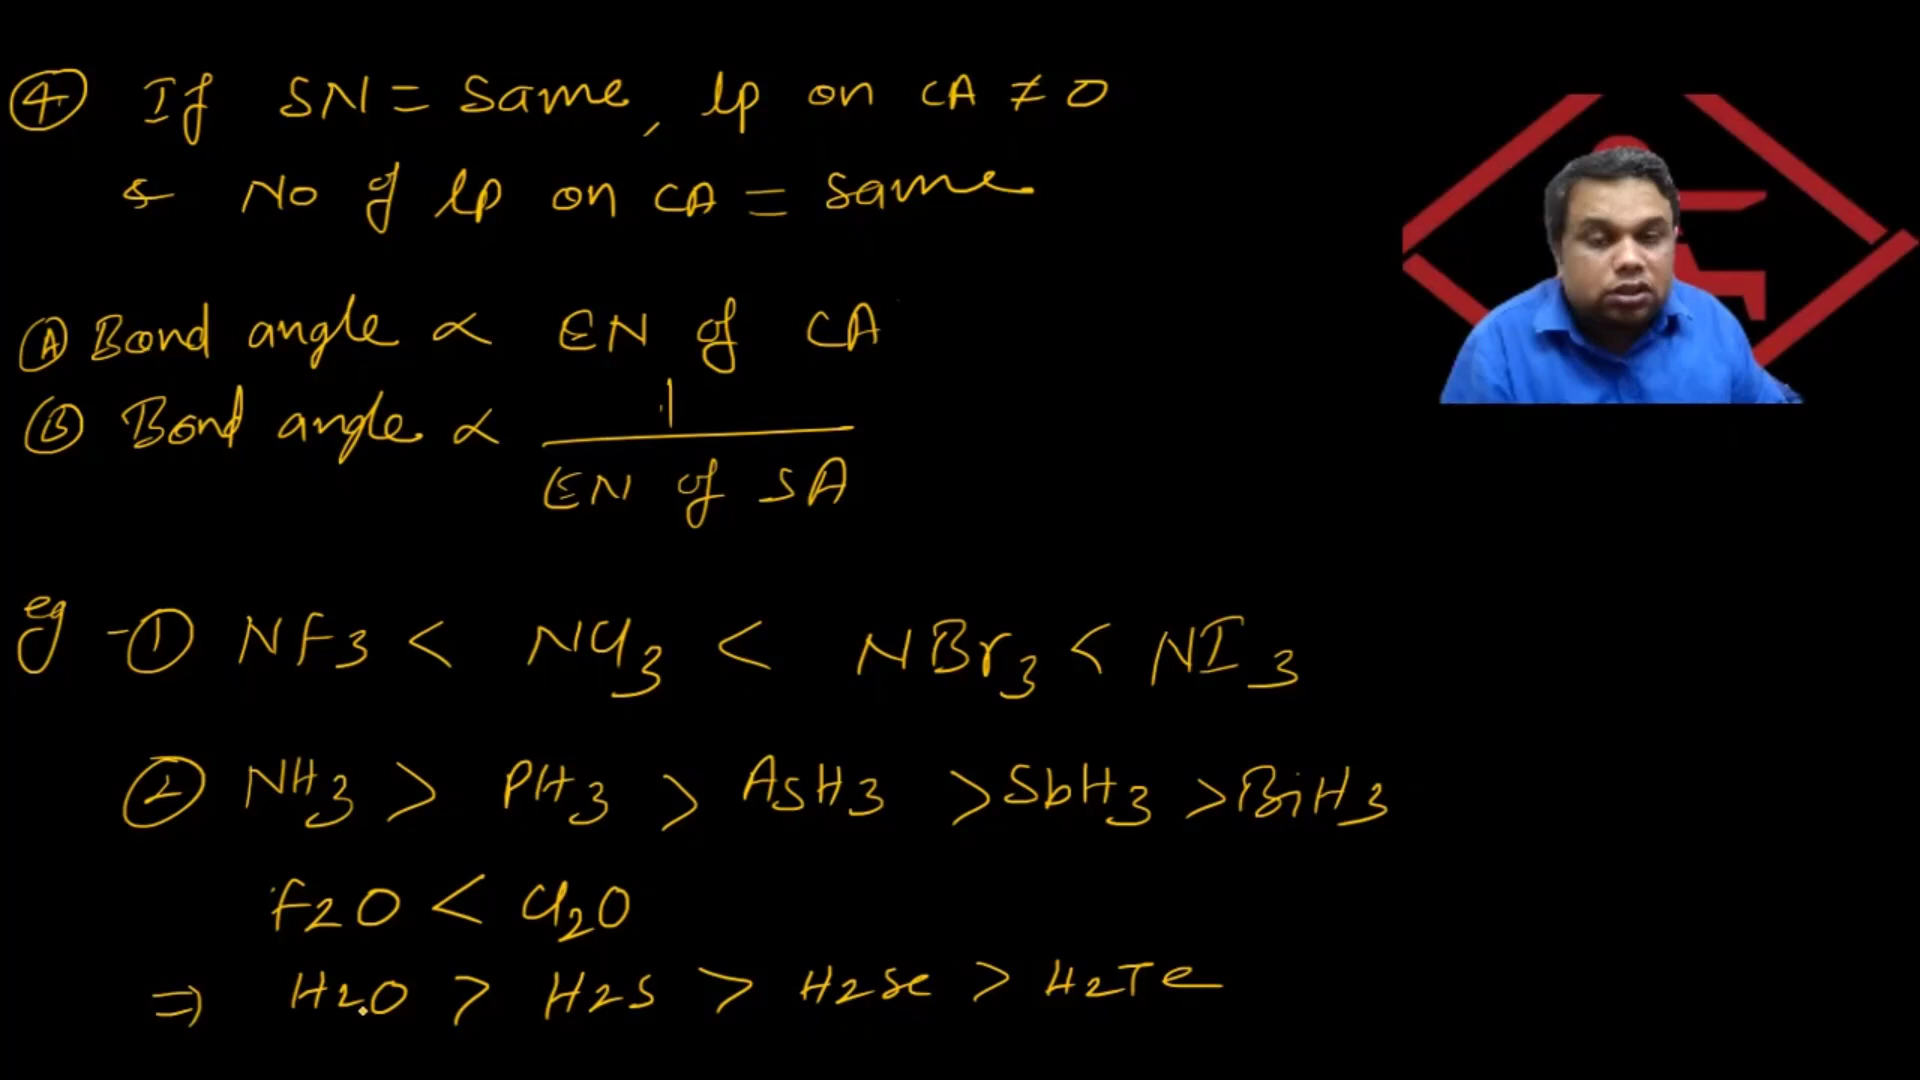 ④ If SN = Same, lp on CA ≠ 0
& No of lp on CA = same
Ⓐ Bond angle ∝ EN of CA
Ⓑ Bond angle ∝ 1
EN of SA
eg - ① NF3 < NCl3 < NBr3 < NI3
② NH3 > PH3 > AsH3 > SbH3 > BiH3
F2O < Cl2O
⇒ H2O > H2S > H2Se > H2Te